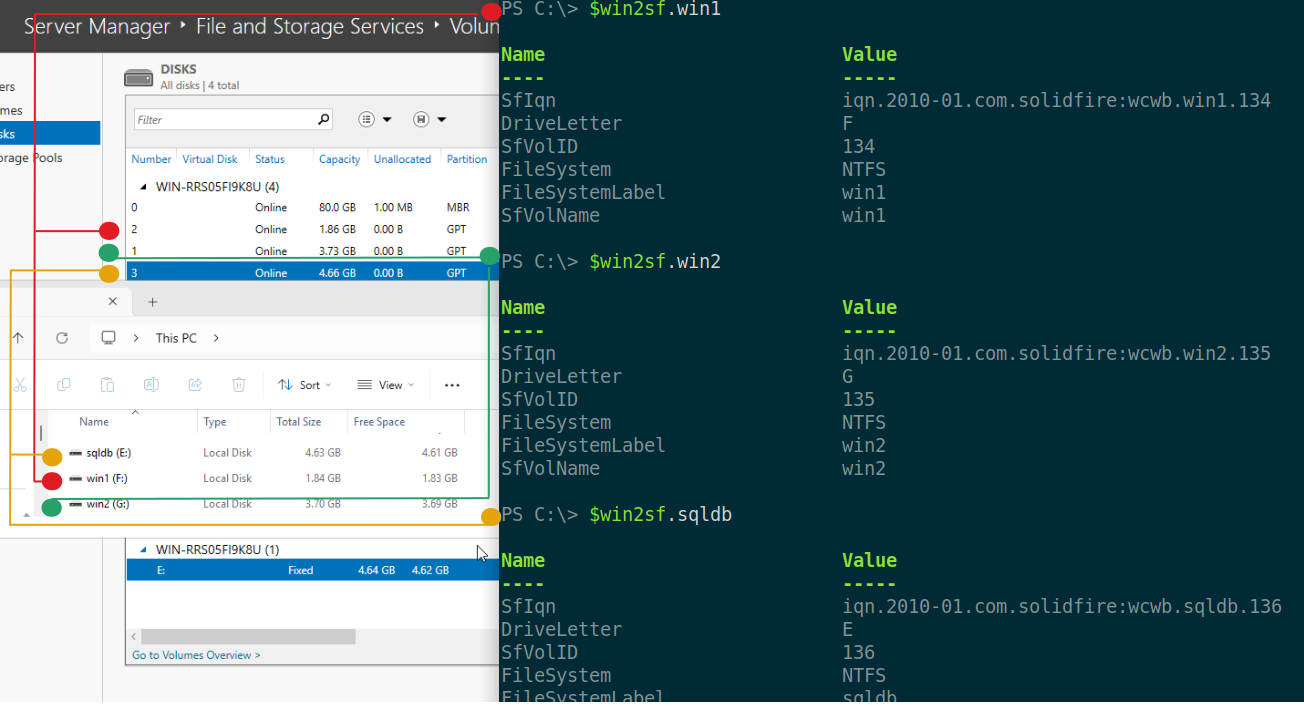 Server Manager ‣ File and Storage Services ‣ Volum
ers
mes
sks
orage Pools
DISKS
All disks | 4 total
Filter
Number Virtual Disk Status Capacity Unallocated Partition
WIN-RRS05FI9K8U (4)
0 Online 80.0 GB 1.00 MB MBR
2 Online 1.86 GB 0.00 B GPT
1 Online 3.73 GB 0.00 B GPT
3 Online 4.66 GB 0.00 B GPT
This PC
Sort View
Name Type Total Size Free Space
sqldb (E:) Local Disk 4.63 GB 4.61 GB
win1 (F:) Local Disk 1.84 GB 1.83 GB
win2 (G:) Local Disk 3.70 GB 3.69 GB
WIN-RRS05FI9K8U (1)
E: Fixed 4.64 GB 4.62 GB
Go to Volumes Overview >
PS C:\> $win2sf.win1
Name Value
---- -----
SfIqn iqn.2010-01.com.solidfire:wcwb.win1.134
DriveLetter F
SfVolID 134
FileSystem NTFS
FileSystemLabel win1
SfVolName win1
PS C:\> $win2sf.win2
Name Value
---- -----
SfIqn iqn.2010-01.com.solidfire:wcwb.win2.135
DriveLetter G
SfVolID 135
FileSystem NTFS
FileSystemLabel win2
SfVolName win2
PS C:\> $win2sf.sqldb
Name Value
---- -----
SfIqn iqn.2010-01.com.solidfire:wcwb.sqldb.136
DriveLetter E
SfVolID 136
FileSystem NTFS
FileSystemLabel sqldb